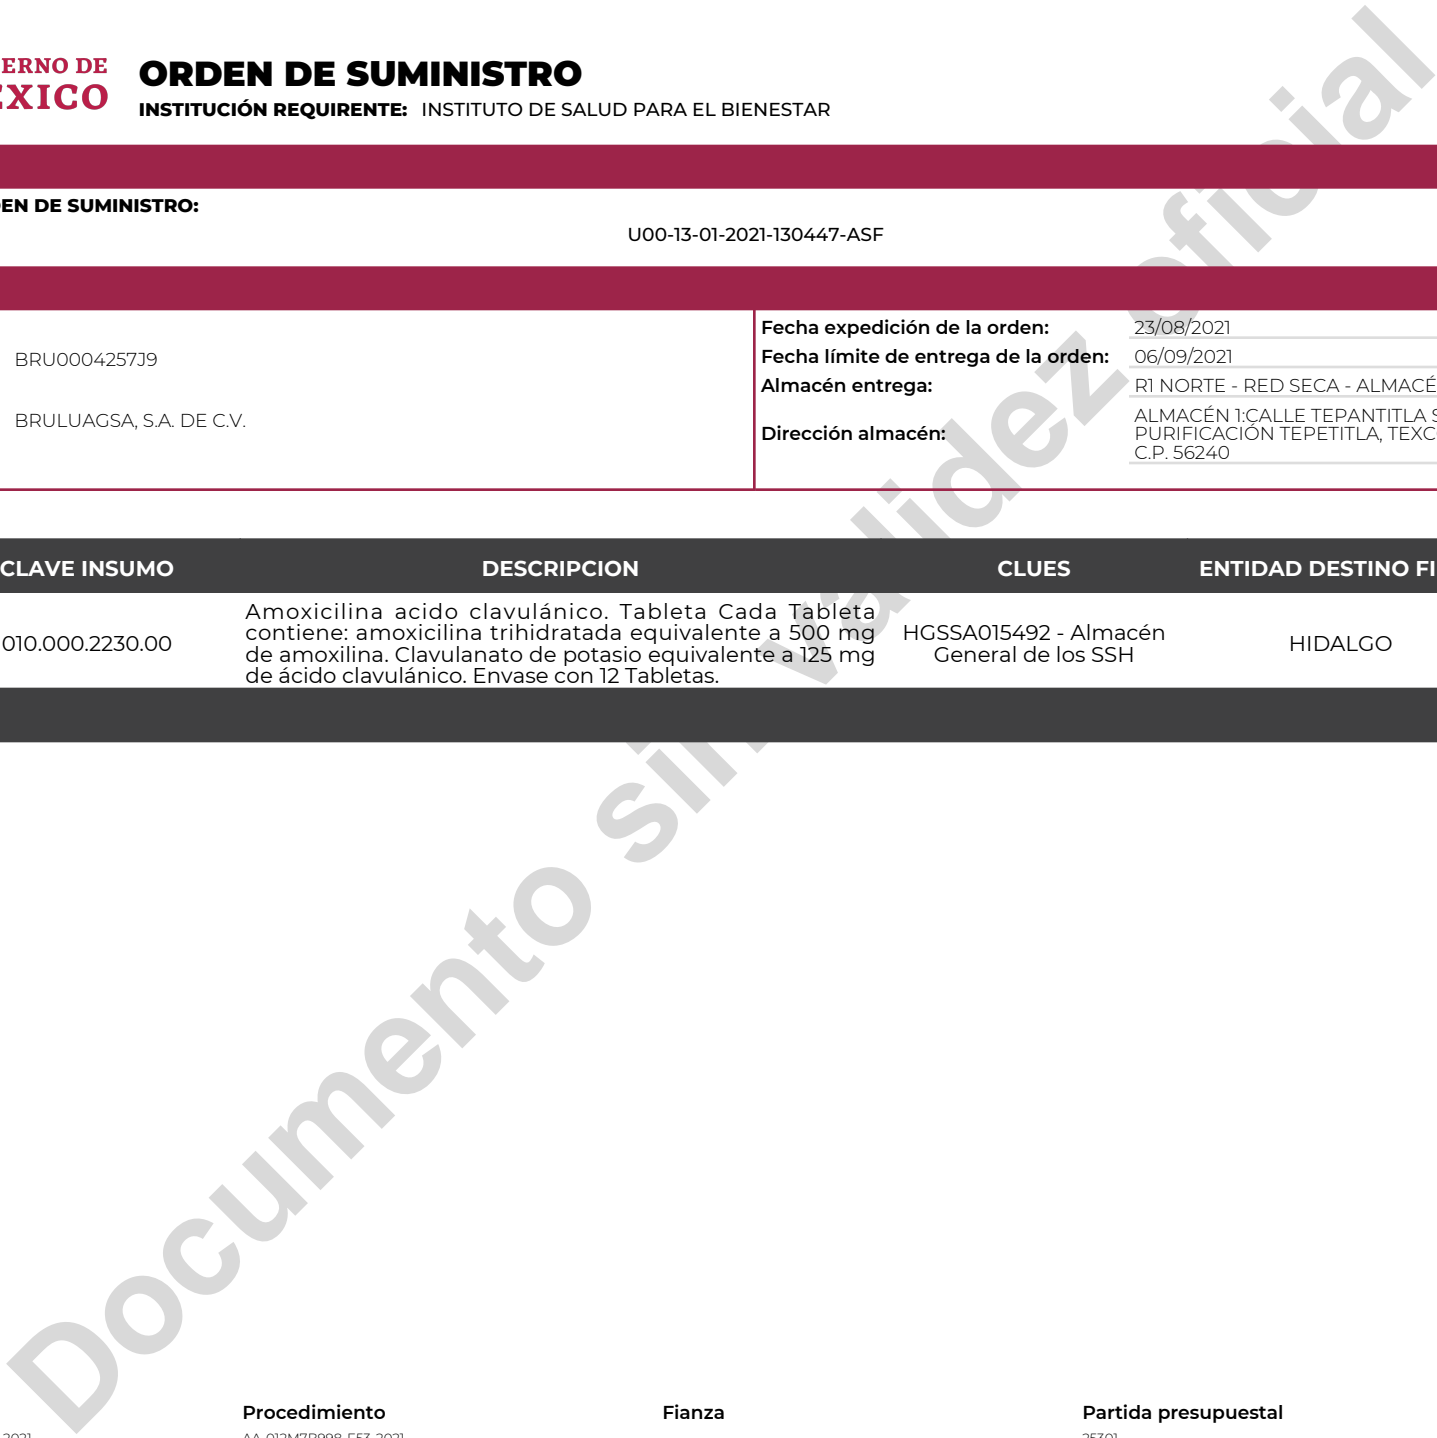 ERNO DE
EXICO
ORDEN DE SUMINISTRO
INSTITUCIÓN REQUIRENTE: INSTITUTO DE SALUD PARA EL BIENESTAR
EN DE SUMINISTRO:
U00-13-01-2021-130447-ASF
BRU0004257J9
BRULUAGSA, S.A. DE C.V.
Fecha expedición de la orden: 23/08/2021
Fecha límite de entrega de la orden: 06/09/2021
Almacén entrega: R1 NORTE - RED SECA - ALMACÉ
Dirección almacén: ALMACÉN 1:CALLE TEPANTITLA S
PURIFICACIÓN TEPETITLA, TEXC
C.P. 56240
CLAVE INSUMO DESCRIPCION CLUES ENTIDAD DESTINO FI
010.000.2230.00
Amoxicilina acido clavulánico. Tableta Cada Tableta
contiene: amoxicilina trihidratada equivalente a 500 mg
de amoxilina. Clavulanato de potasio equivalente a 125 mg
de ácido clavulánico. Envase con 12 Tabletas.
HGSSA015492 - Almacén
General de los SSH
HIDALGO
Documento sin validez oficial
Procedimiento Fianza Partida presupuestal
2021 AA-012M7B998-E53-2021 25301